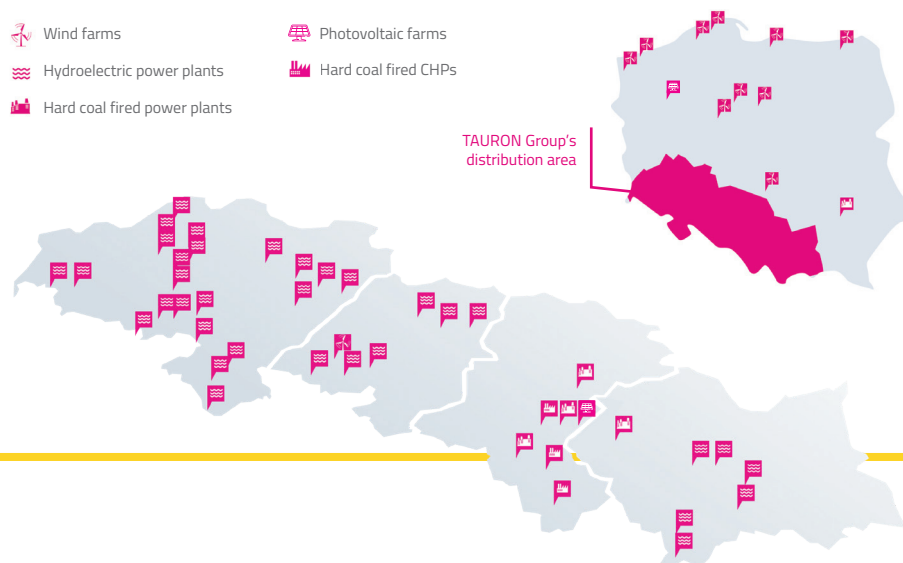 Wind farms
Hydroelectric power plants
Hard coal fired power plants
Photovoltaic farms
Hard coal fired CHPs
TAURON Group's
distribution area